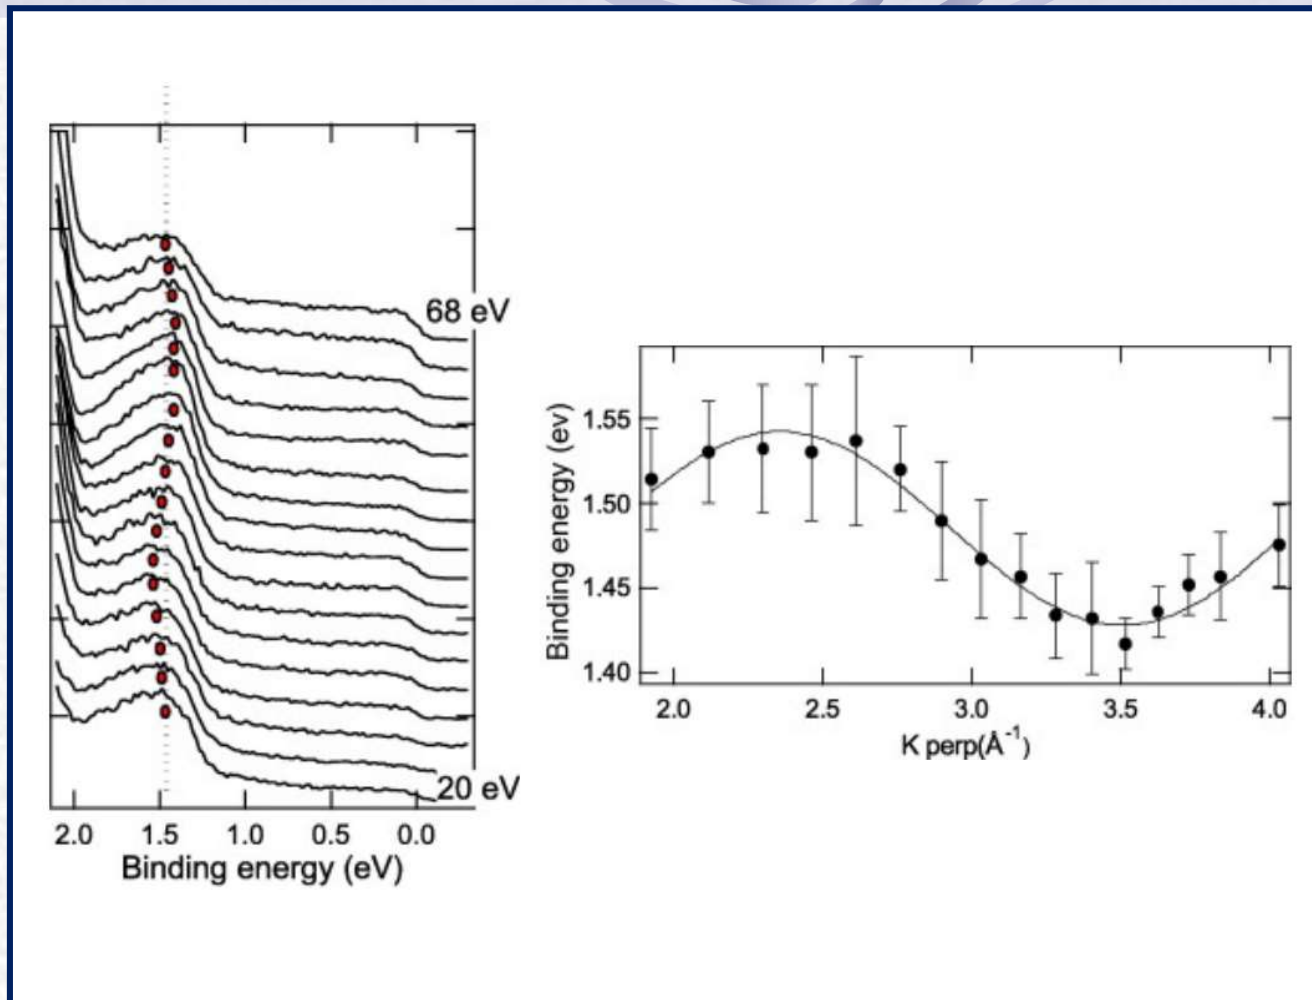 68 eV
20 eV
2.0 1.5 1.0 0.5 0.0
Binding energy (eV)
Binding energy (ev)
1.55
1.50
1.45
1.40
2.0 2.5 3.0 3.5 4.0
K perp(Å⁻¹)